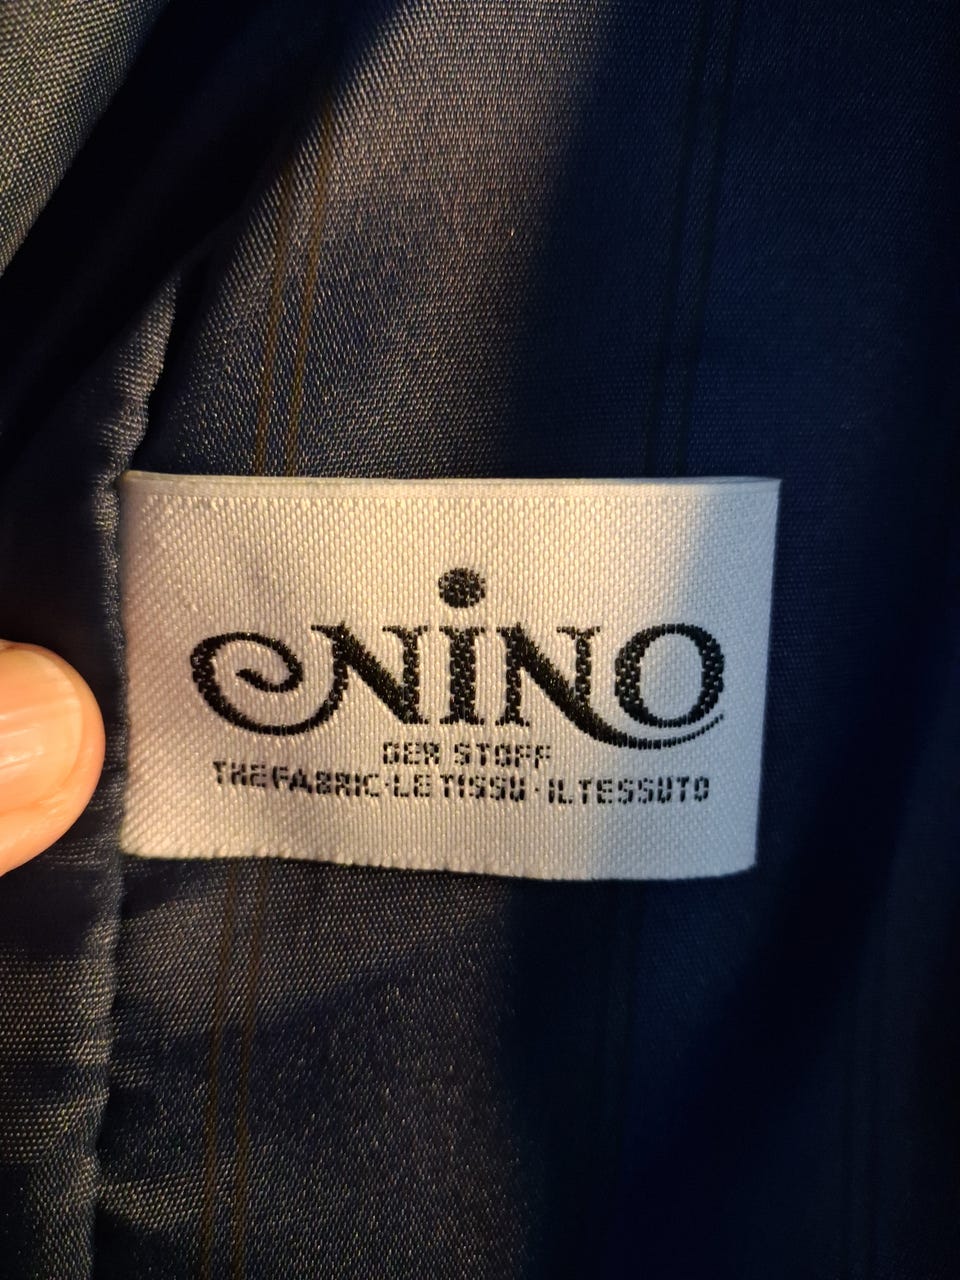 NINO
DER STOFF
THE FABRIC·LE TISSU·IL TESSUTO